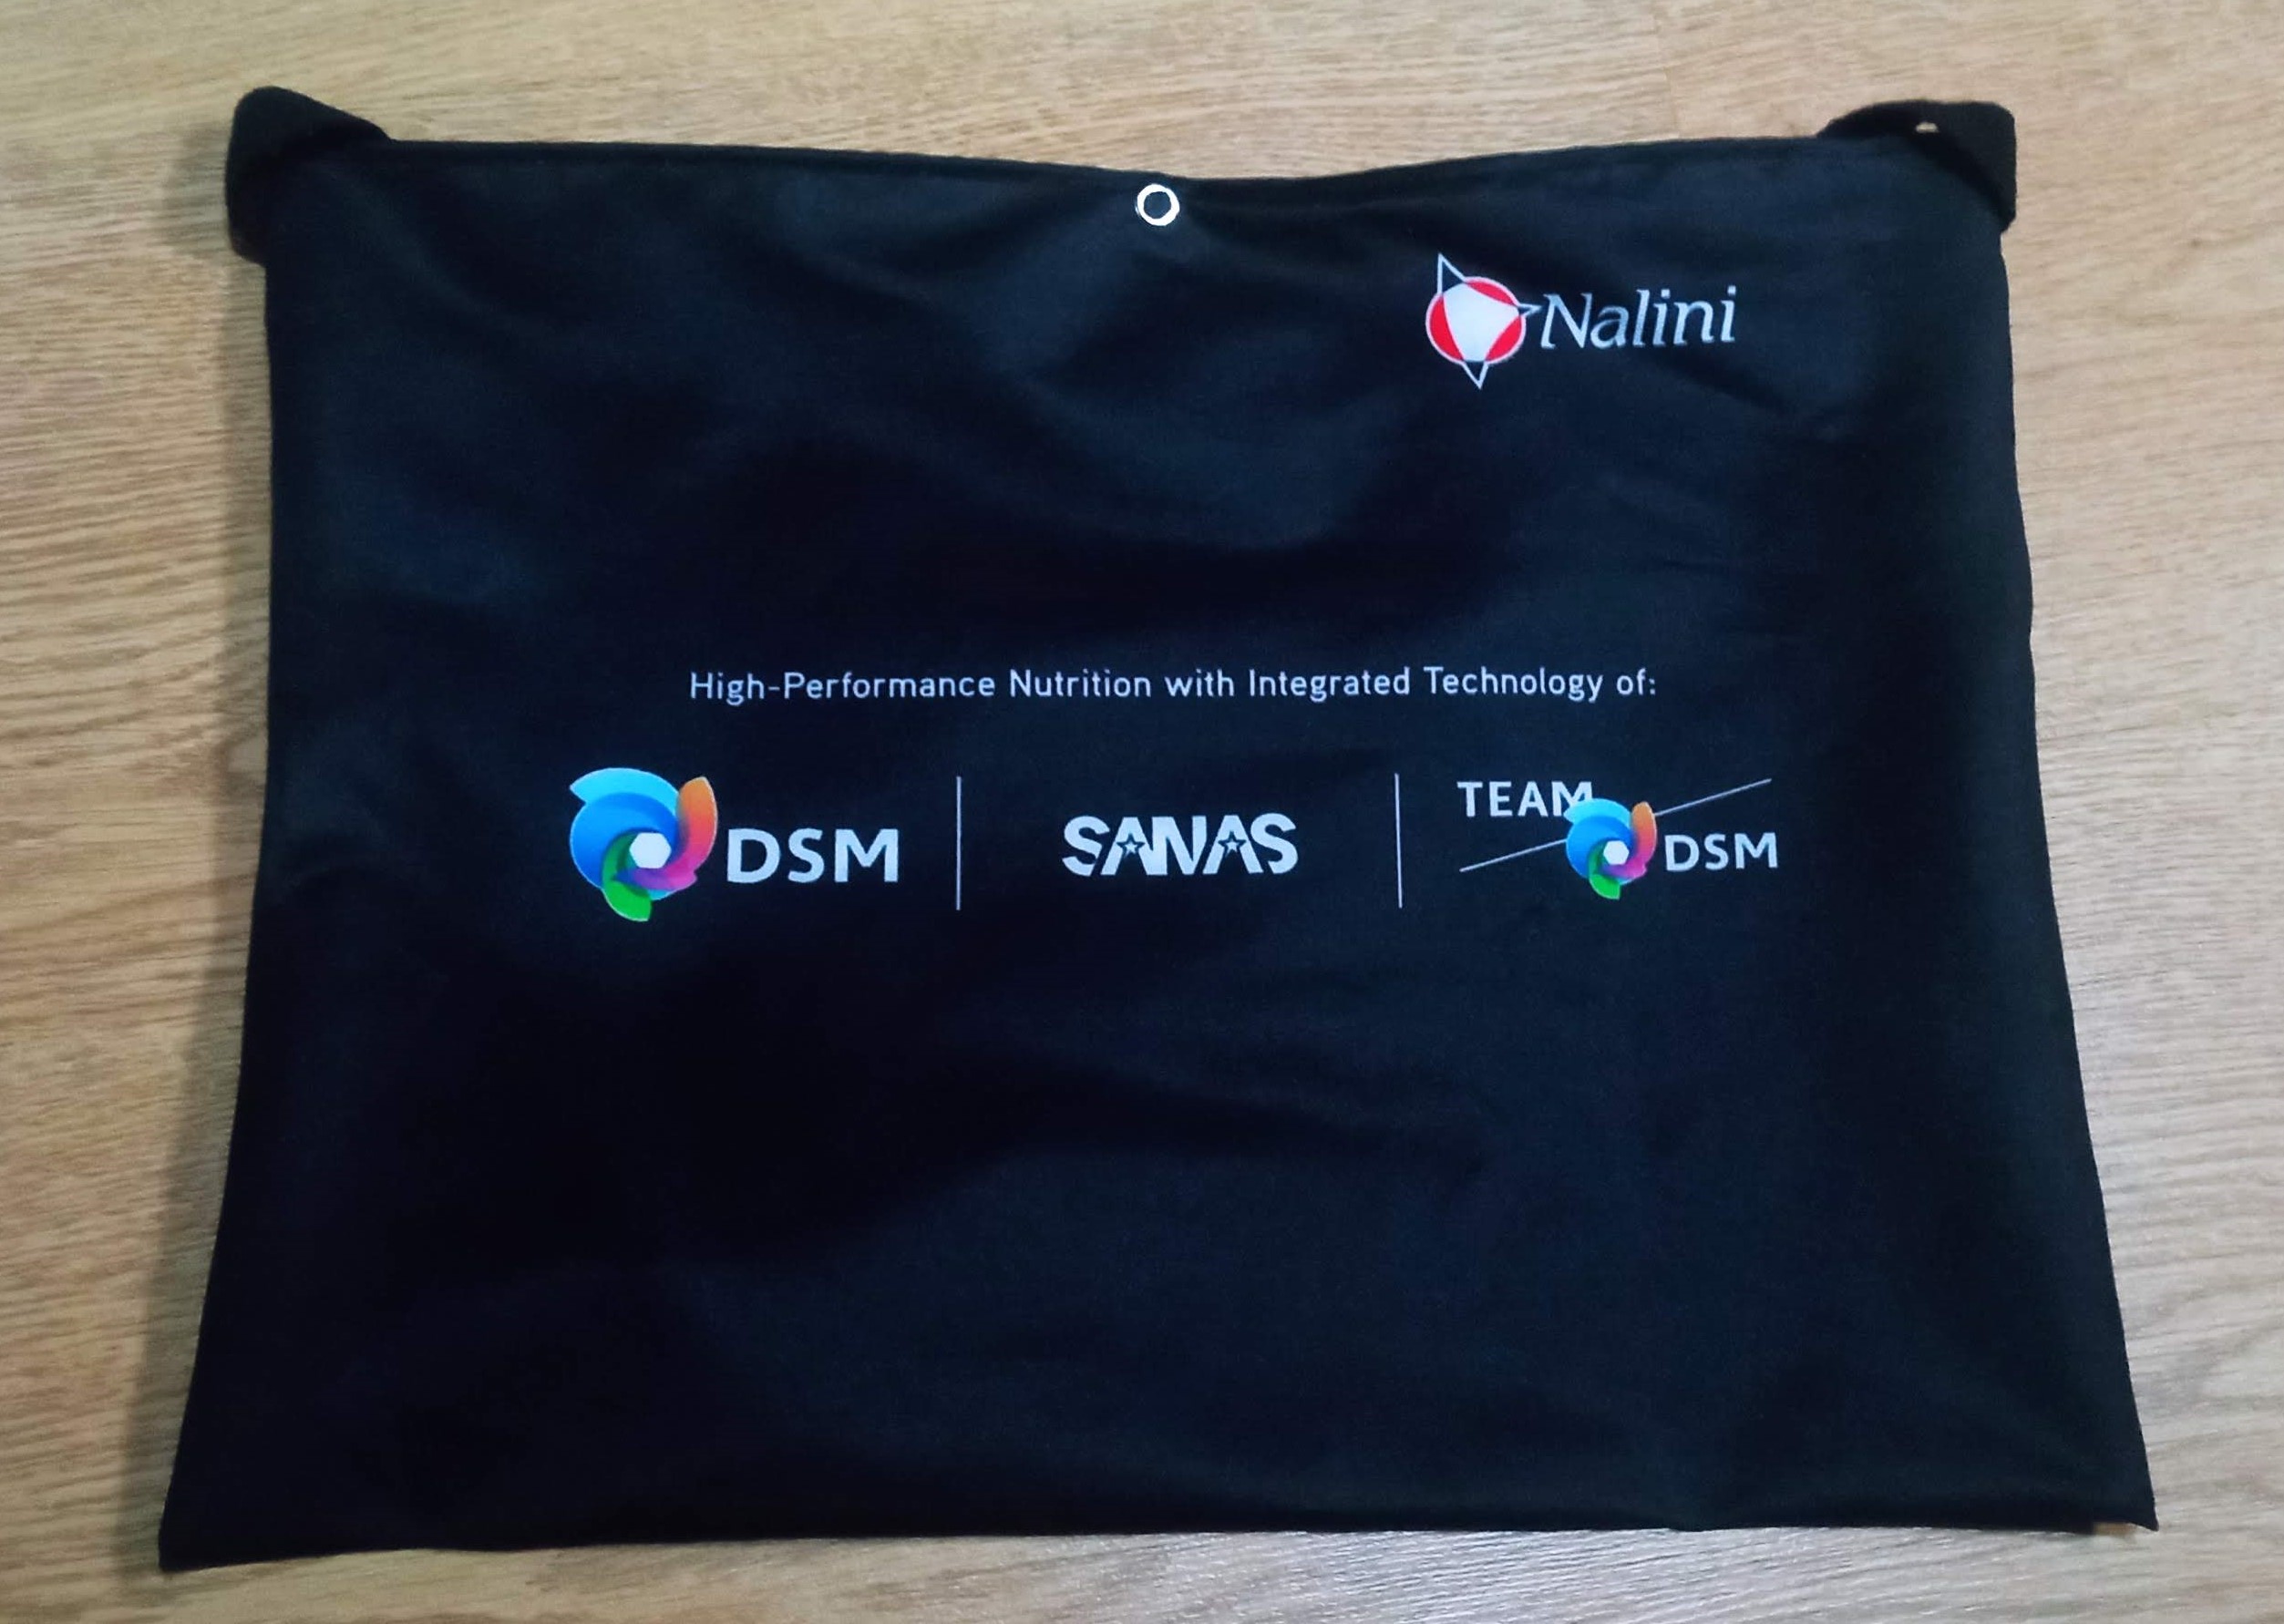 Nalini
High-Performance Nutrition with Integrated Technology of:
DSM
SANAS
TEAM
DSM